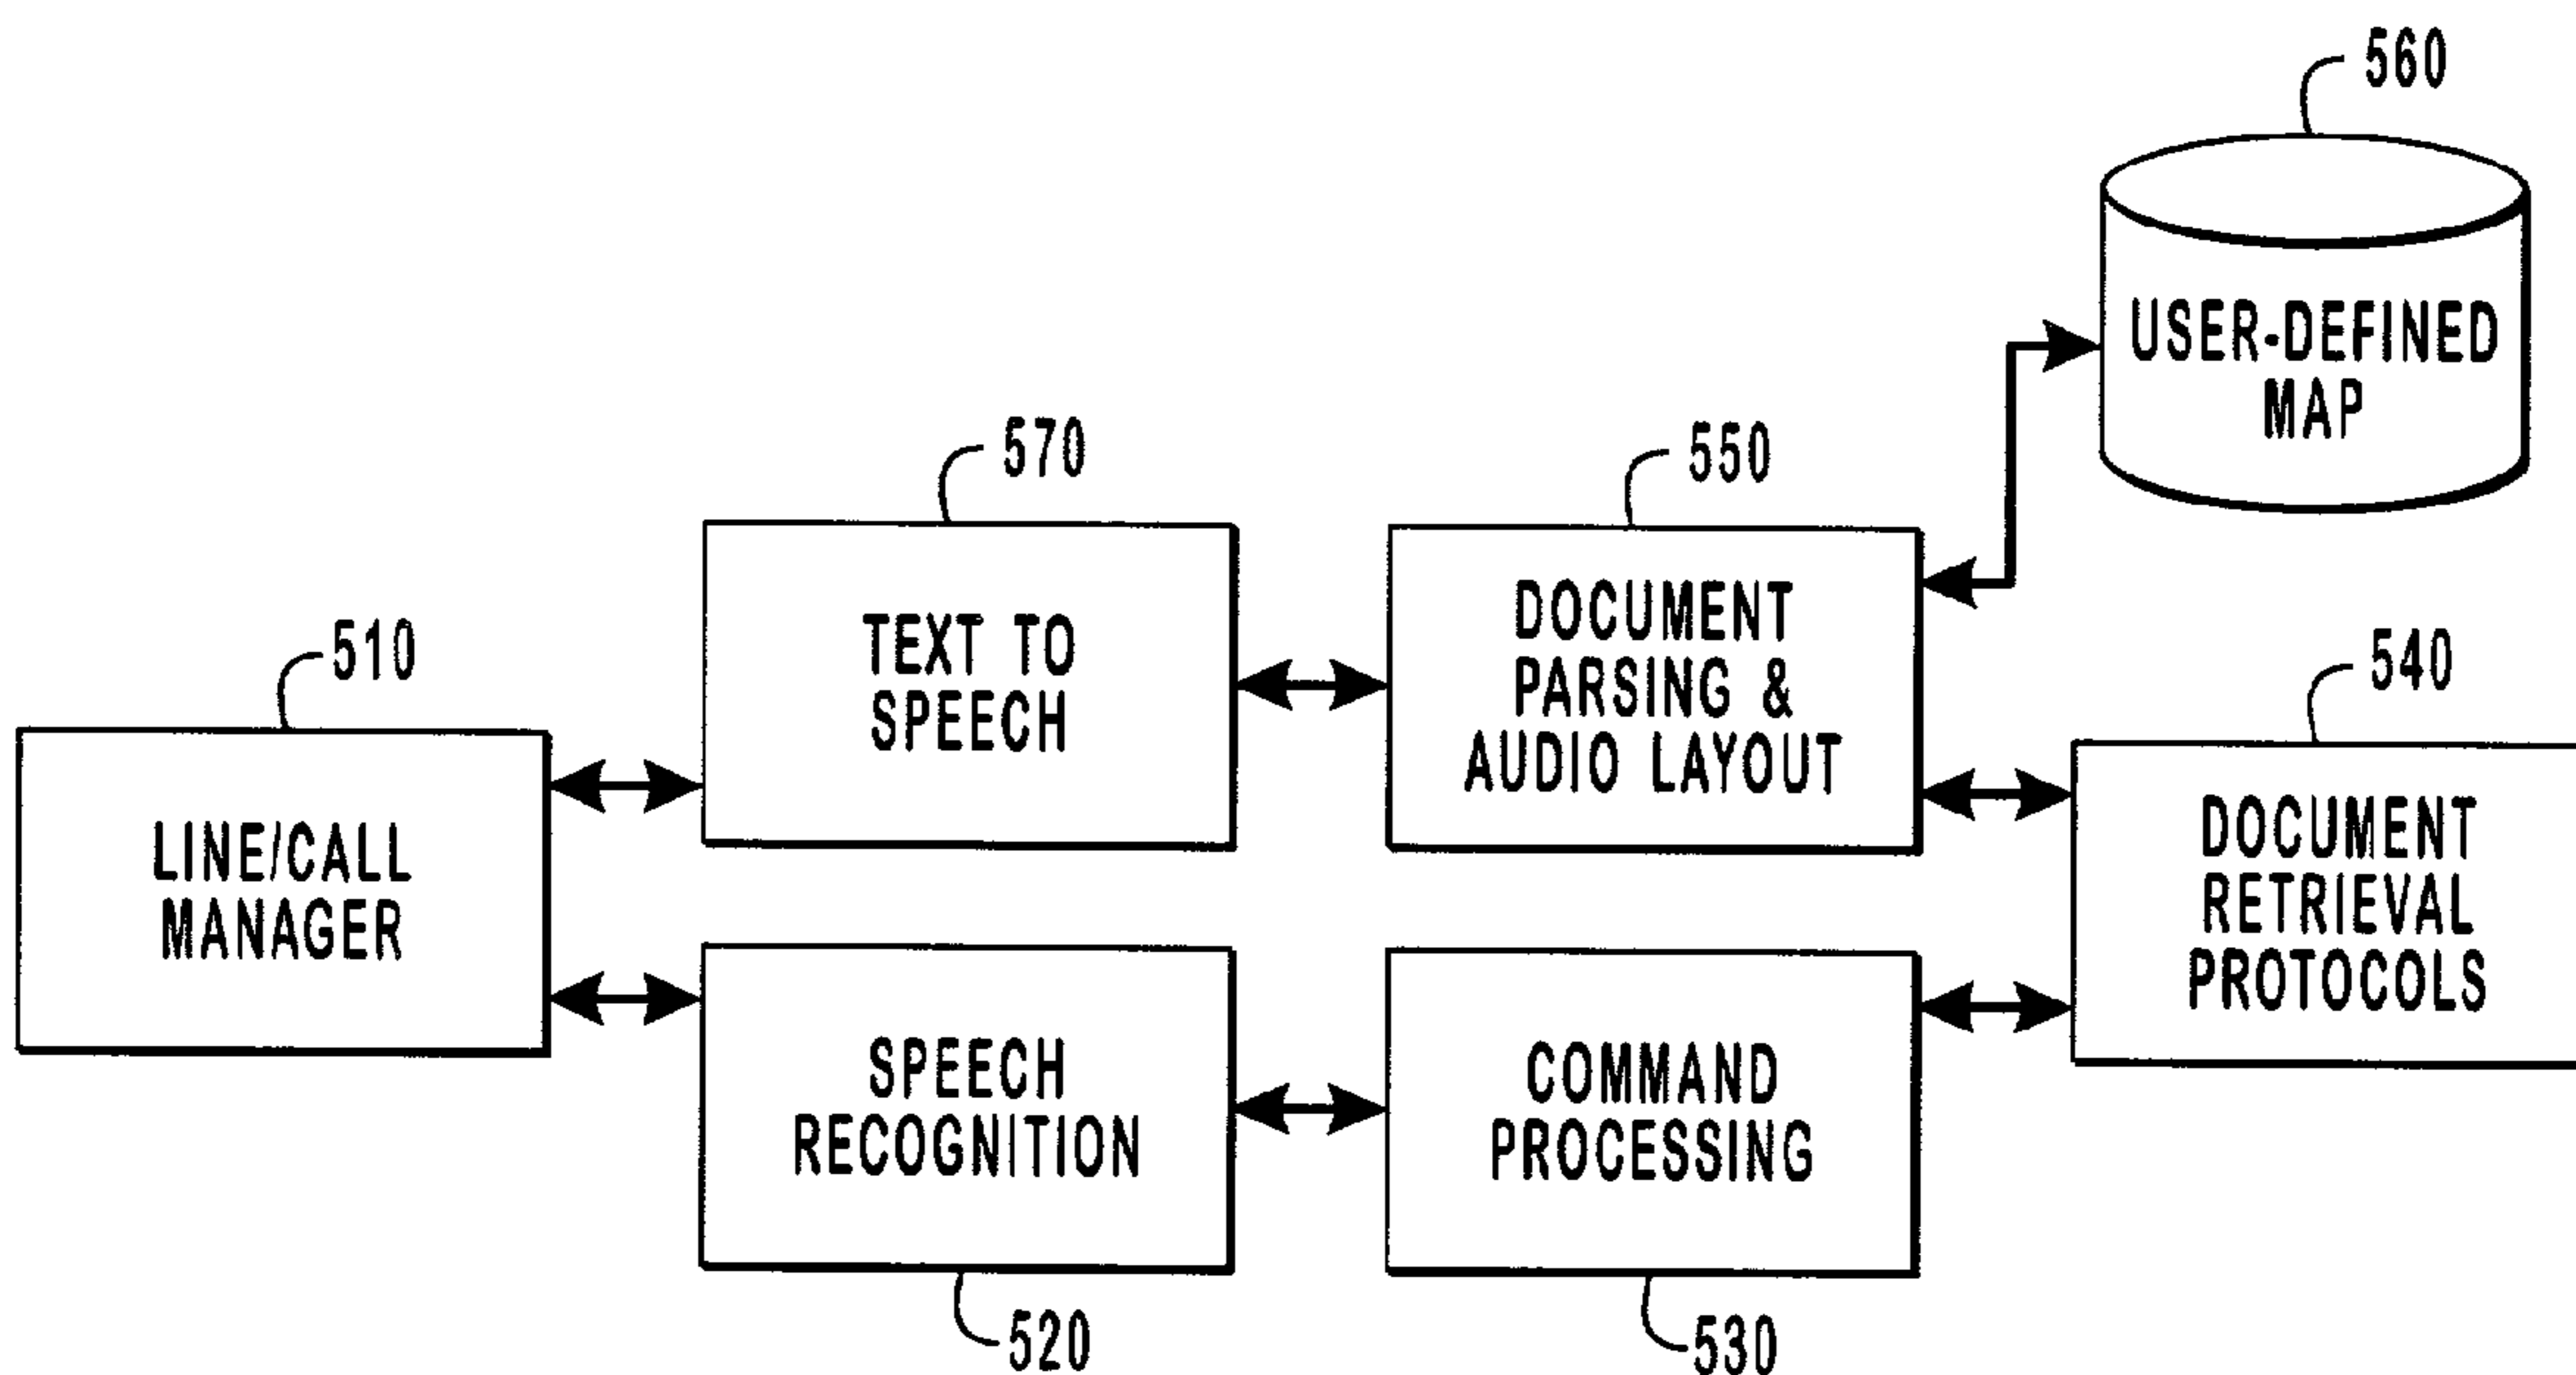 560
USER-DEFINED
MAP
570
TEXT TO
SPEECH
550
DOCUMENT
PARSING &
AUDIO LAYOUT
510
LINE/CALL
MANAGER
540
DOCUMENT
RETRIEVAL
PROTOCOLS
SPEECH
RECOGNITION
520
COMMAND
PROCESSING
530